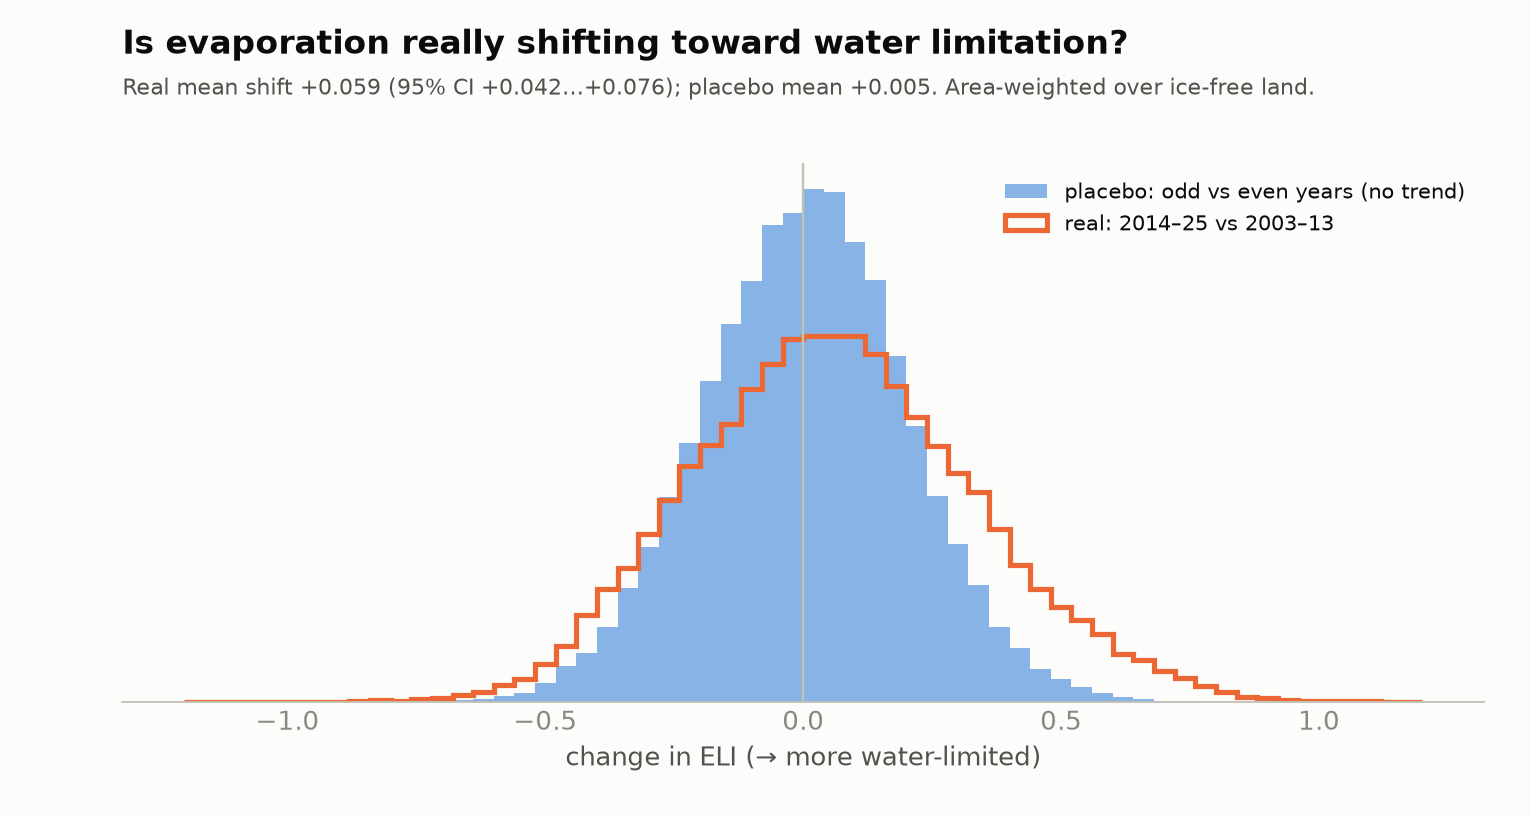 Is evaporation really shifting toward water limitation?
Real mean shift +0.059 (95% CI +0.042…+0.076); placebo mean +0.005. Area-weighted over ice-free land.
placebo: odd vs even years (no trend)
real: 2014–25 vs 2003–13
−1.0 −0.5 0.0 0.5 1.0
change in ELI (→ more water-limited)